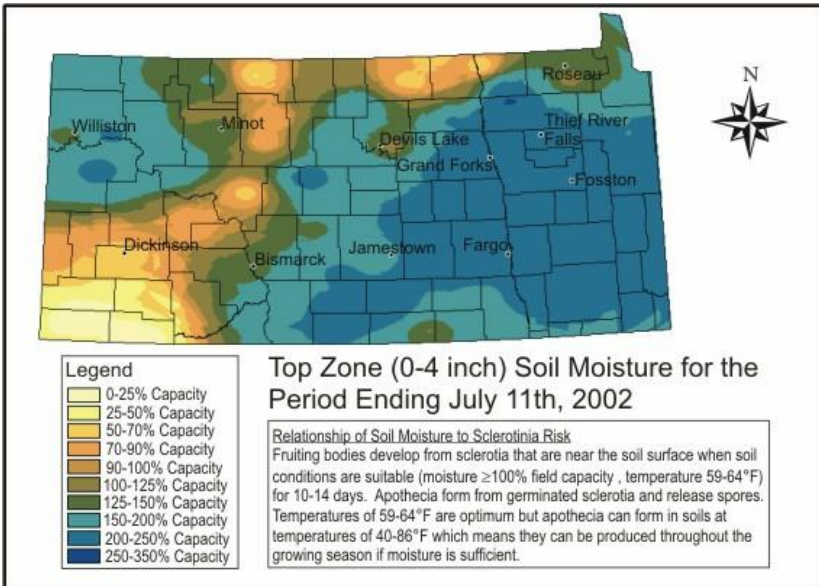 N
Roseau
Williston
Minot
Thief River
Falls
Devils Lake
Grand Forks
Fosston
Dickinson
Bismarck
Jamestown
Fargo
Legend
0-25% Capacity
25-50% Capacity
50-70% Capacity
70-90% Capacity
90-100% Capacity
100-125% Capacity
125-150% Capacity
150-200% Capacity
200-250% Capacity
250-350% Capacity
Top Zone (0-4 inch) Soil Moisture for the
Period Ending July 11th, 2002
Relationship of Soil Moisture to Sclerotinia Risk
Fruiting bodies develop from sclerotia that are near the soil surface when soil
conditions are suitable (moisture ≥100% field capacity , temperature 59-64°F)
for 10-14 days. Apothecia form from germinated sclerotia and release spores.
Temperatures of 59-64°F are optimum but apothecia can form in soils at
temperatures of 40-86°F which means they can be produced throughout the
growing season if moisture is sufficient.